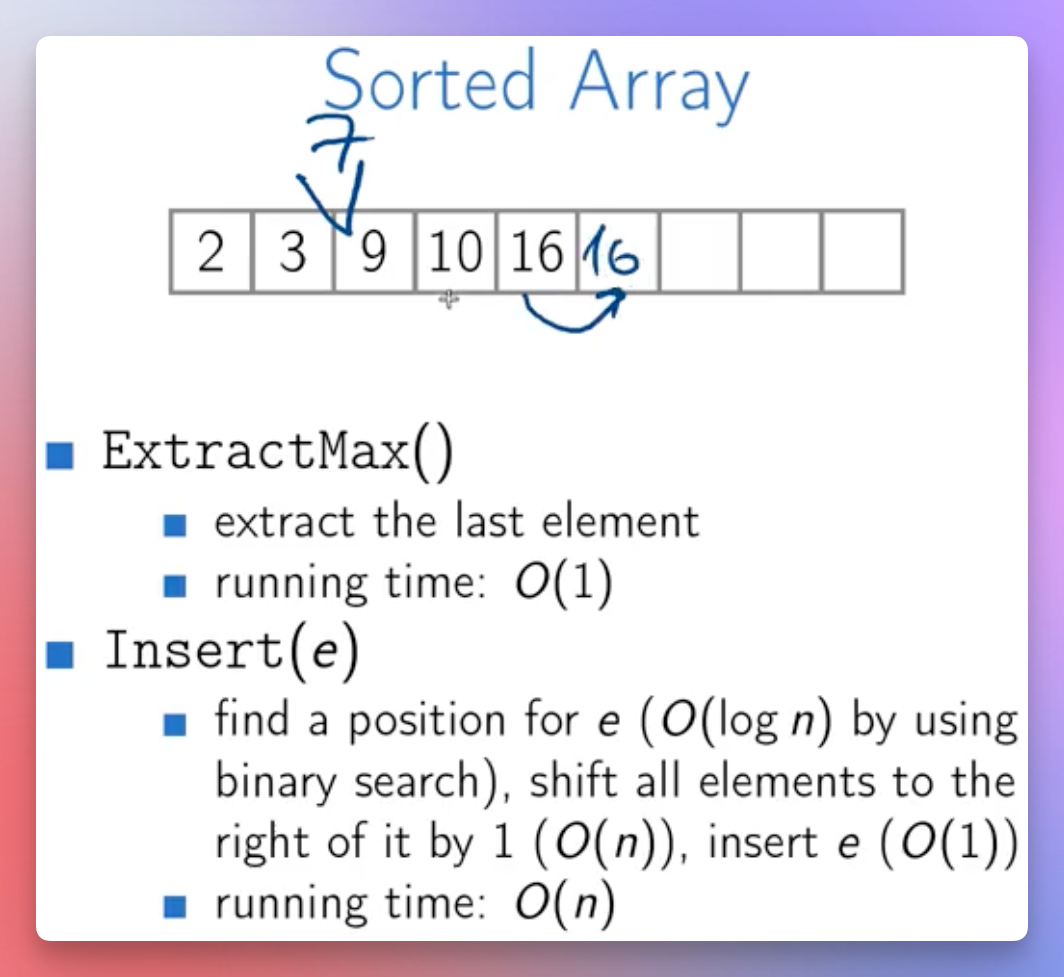 Sorted Array
7
2 3 9 10 16 16
ExtractMax()
extract the last element
running time: O(1)
Insert(e)
find a position for e (O(log n) by using
binary search), shift all elements to the
right of it by 1 (O(n)), insert e (O(1))
running time: O(n)